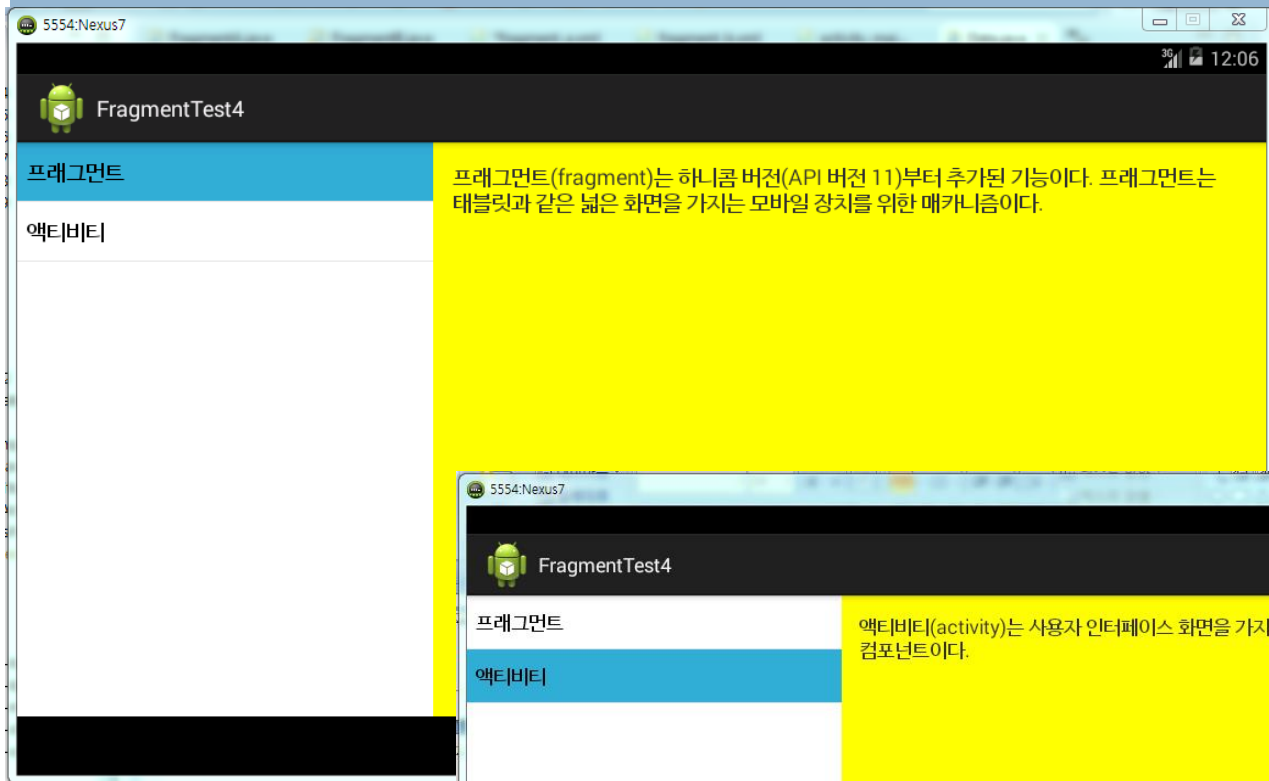 5554:Nexus7
3G 12:06
FragmentTest4
프래그먼트
액티비티
프래그먼트(fragment)는 하니콤 버전(API 버전 11)부터 추가된 기능이다. 프래그먼트는
태블릿과 같은 넓은 화면을 가지는 모바일 장치를 위한 매카니즘이다.
5554:Nexus7
FragmentTest4
프래그먼트
액티비티
액티비티(activity)는 사용자 인터페이스 화면을 가지
컴포넌트이다.